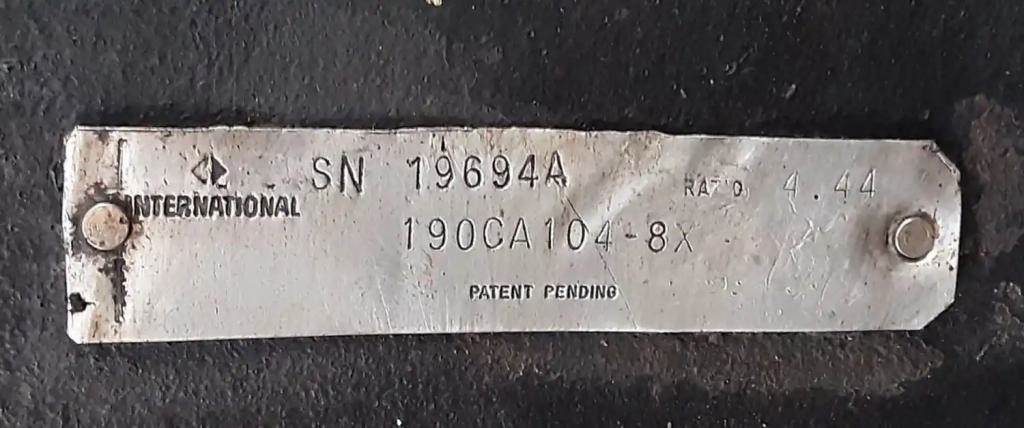 SN 19694A
INTERNATIONAL
RATIO 4.44
190CA104-8X
PATENT PENDING